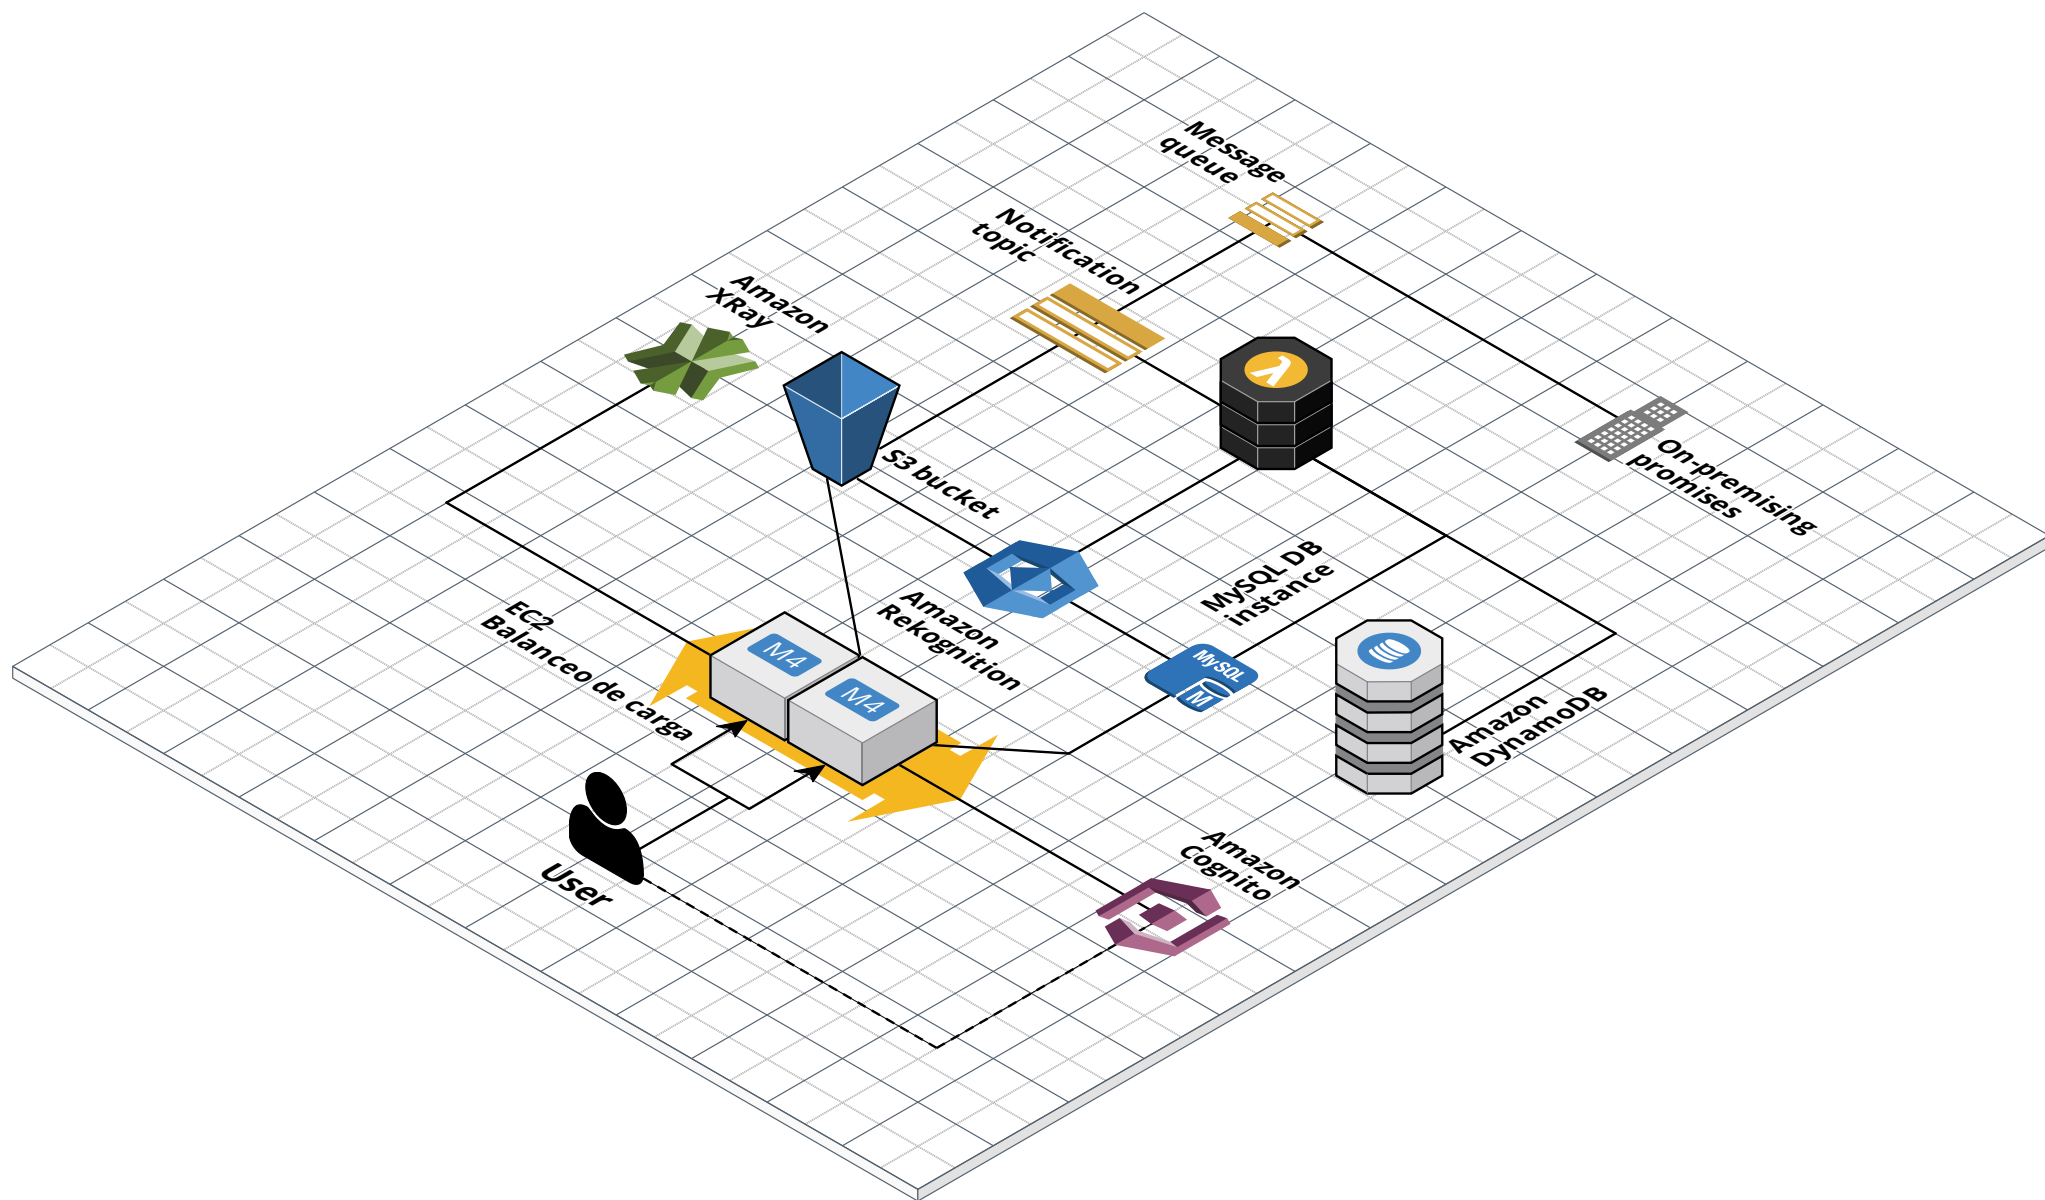 Message
queue
Notification
topic
Amazon
XRay
S3 bucket
On-premising
promises
MySQL DB
instance
Amazon
Rekognition
EC2
Balanceo de carga
M4
M4
MySQL
M
Amazon
DynamoDB
User
Amazon
Cognito
λ